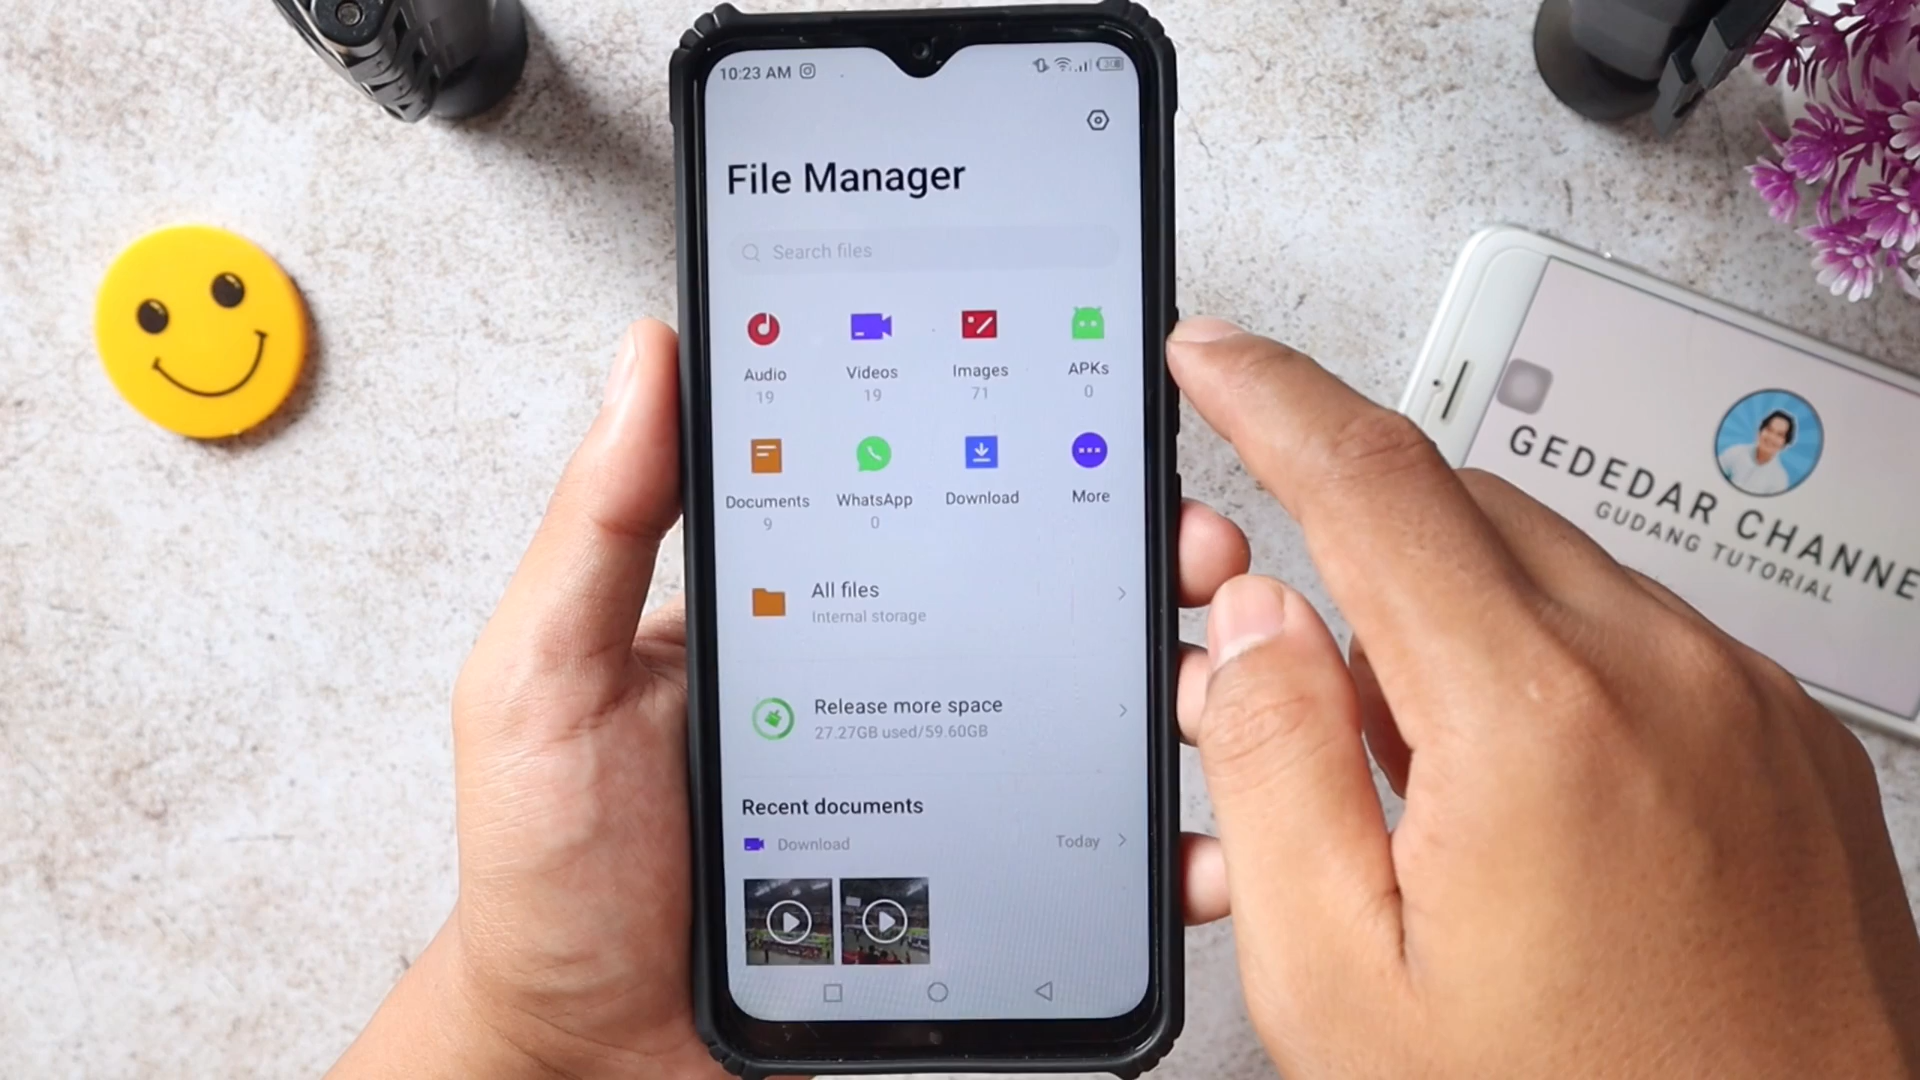 10:23 AM
File Manager
Search files
Audio
19
Videos
19
Images
71
APKs
0
Documents
9
WhatsApp
0
Download
More
All files
Internal storage
Release more space
27.27GB used/59.60GB
Recent documents
Download
Today
GEDEDAR CHANNE
GUDANG TUTORIAL